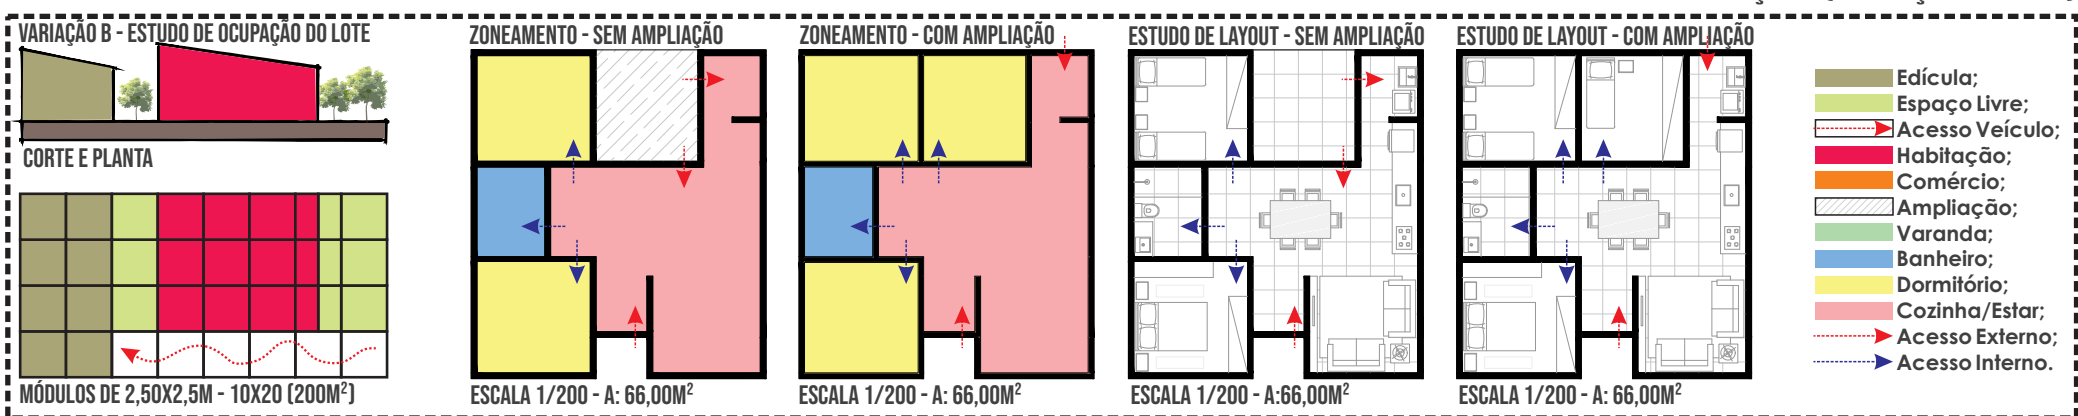 VARIAÇÃO B - ESTUDO DE OCUPAÇÃO DO LOTE
CORTE E PLANTA
MÓDULOS DE 2,50X2,5M - 10X20 (200M²)
ZONEAMENTO - SEM AMPLIAÇÃO
ESCALA 1/200 - A: 66,00M²
ZONEAMENTO - COM AMPLIAÇÃO
ESCALA 1/200 - A: 66,00M²
ESTUDO DE LAYOUT - SEM AMPLIAÇÃO
ESCALA 1/200 - A:66,00M²
ESTUDO DE LAYOUT - COM AMPLIAÇÃO
ESCALA 1/200 - A: 66,00M²
Edícula;
Espaço Livre;
Acesso Veículo;
Habitação;
Comércio;
Ampliação;
Varanda;
Banheiro;
Dormitório;
Cozinha/Estar;
Acesso Externo;
Acesso Interno.